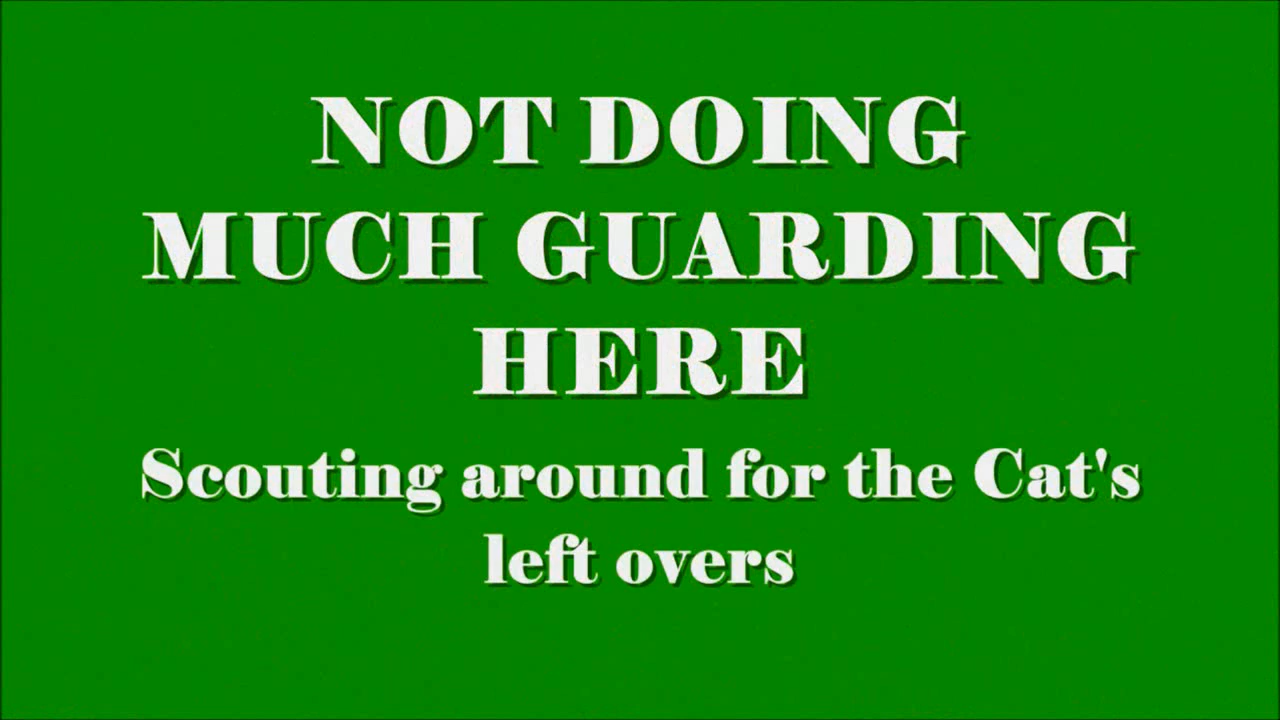 NOT DOING
MUCH GUARDING
HERE
Scouting around for the Cat's
left overs